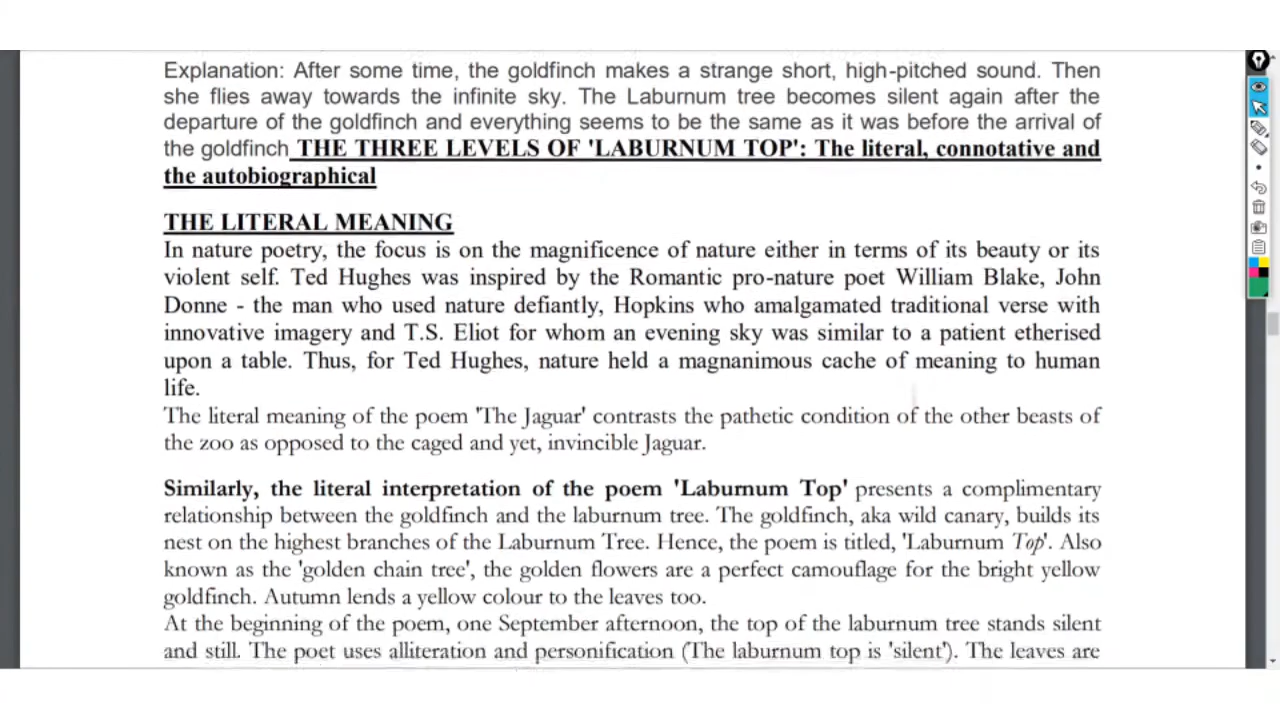 Explanation: After some time, the goldfinch makes a strange short, high-pitched sound. Then
she flies away towards the infinite sky. The Laburnum tree becomes silent again after the
departure of the goldfinch and everything seems to be the same as it was before the arrival of
the goldfinch THE THREE LEVELS OF 'LABURNUM TOP': The literal, connotative and
the autobiographical
THE LITERAL MEANING
In nature poetry, the focus is on the magnificence of nature either in terms of its beauty or its
violent self. Ted Hughes was inspired by the Romantic pro-nature poet William Blake, John
Donne - the man who used nature defiantly, Hopkins who amalgamated traditional verse with
innovative imagery and T.S. Eliot for whom an evening sky was similar to a patient etherised
upon a table. Thus, for Ted Hughes, nature held a magnanimous cache of meaning to human
life.
The literal meaning of the poem 'The Jaguar' contrasts the pathetic condition of the other beasts of
the zoo as opposed to the caged and yet, invincible Jaguar.
Similarly, the literal interpretation of the poem 'Laburnum Top' presents a complimentary
relationship between the goldfinch and the laburnum tree. The goldfinch, aka wild canary, builds its
nest on the highest branches of the Laburnum Tree. Hence, the poem is titled, 'Laburnum Top'. Also
known as the 'golden chain tree', the golden flowers are a perfect camouflage for the bright yellow
goldfinch. Autumn lends a yellow colour to the leaves too.
At the beginning of the poem, one September afternoon, the top of the laburnum tree stands silent
and still. The poet uses alliteration and personification (The laburnum top is 'silent'). The leaves are